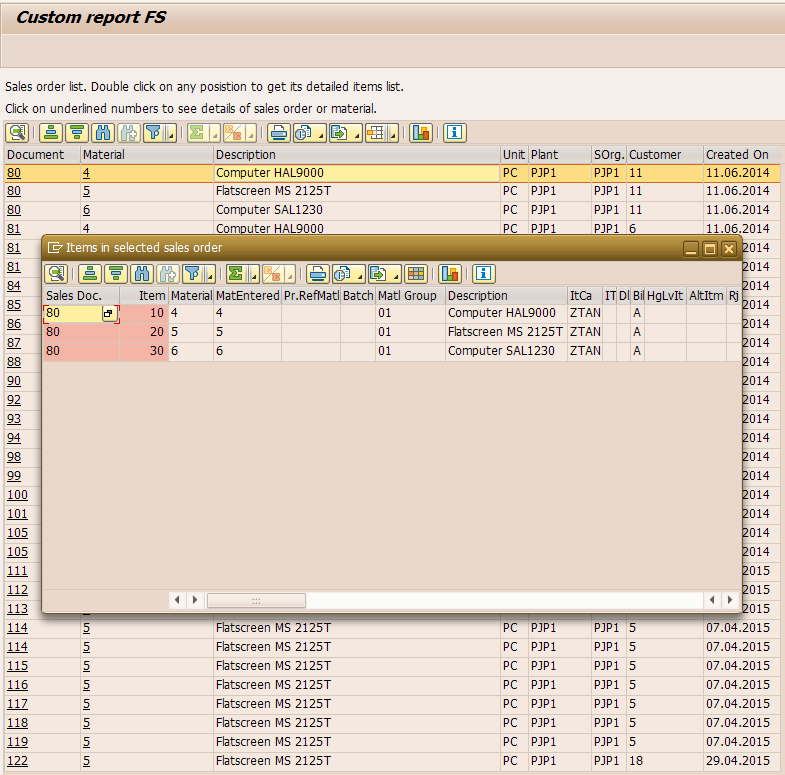 Custom report FS
Sales order list. Double click on any posistion to get its detailed items list.
Click on underlined numbers to see details of sales order or material.
Document Material Description Unit Plant SOrg. Customer Created On
80 4 Computer HAL9000 PC PJP1 PJP1 11 11.06.2014
80 5 Flatscreen MS 2125T PC PJP1 PJP1 11 11.06.2014
80 6 Computer SAL1230 PC PJP1 PJP1 11 11.06.2014
81 4 Computer HAL9000 PC PJP1 PJP1 6 11.06.2014
81 2014
81 2014
84 2014
85 2014
86 2014
87 2014
88 2014
90 2014
92 2014
93 2014
94 2014
98 2014
99 2014
100 2014
101 2014
105 2014
105 2014
111 2015
112 2015
113 2015
Items in selected sales order
Sales Doc. Item Material MatEntered Pr.RefMatl Batch Matl Group Description ItCa IT Dl Bil HgLvIt AltItm Rj
80 10 4 4 01 Computer HAL9000 ZTAN A
80 20 5 5 01 Flatscreen MS 2125T ZTAN A
80 30 6 6 01 Computer SAL1230 ZTAN A
114 5 Flatscreen MS 2125T PC PJP1 PJP1 5 07.04.2015
114 5 Flatscreen MS 2125T PC PJP1 PJP1 5 07.04.2015
115 5 Flatscreen MS 2125T PC PJP1 PJP1 5 07.04.2015
116 5 Flatscreen MS 2125T PC PJP1 PJP1 5 07.04.2015
117 5 Flatscreen MS 2125T PC PJP1 PJP1 5 07.04.2015
118 5 Flatscreen MS 2125T PC PJP1 PJP1 5 07.04.2015
119 5 Flatscreen MS 2125T PC PJP1 PJP1 5 07.04.2015
122 5 Flatscreen MS 2125T PC PJP1 PJP1 18 29.04.2015